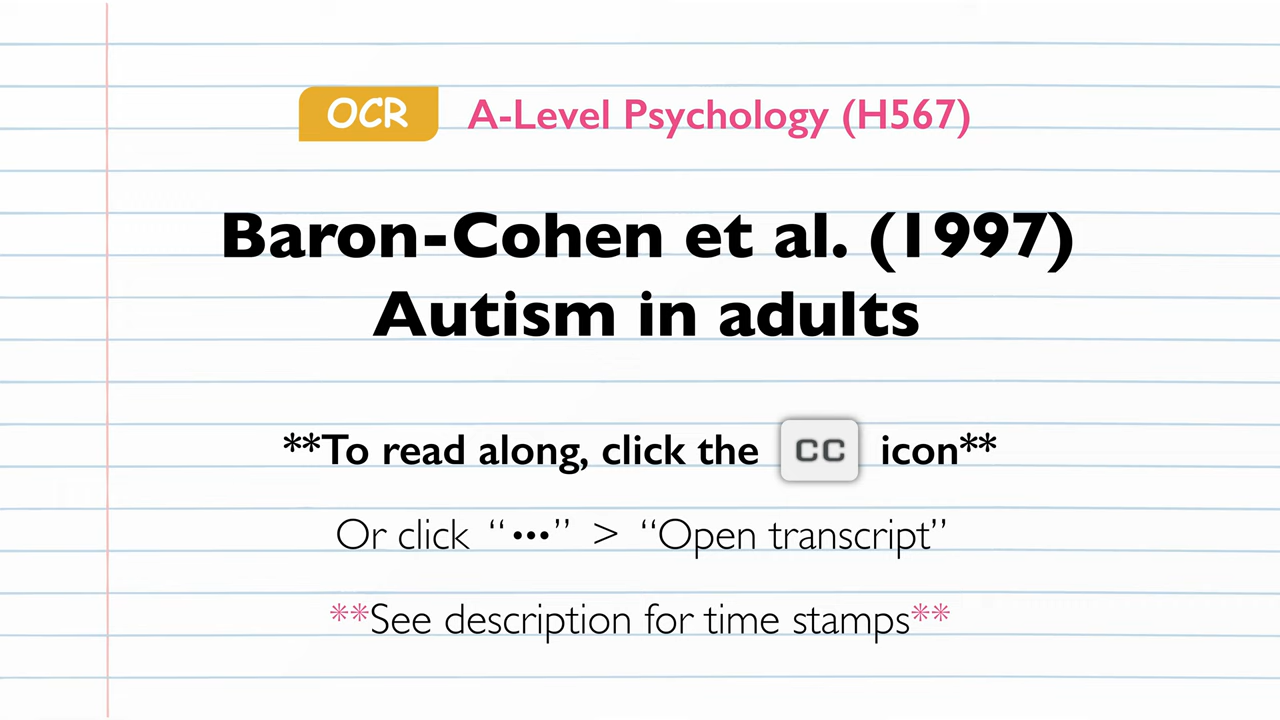 OCR A-Level Psychology (H567)
Baron-Cohen et al. (1997)
Autism in adults
**To read along, click the CC icon**
Or click “•••” > “Open transcript”
**See description for time stamps**